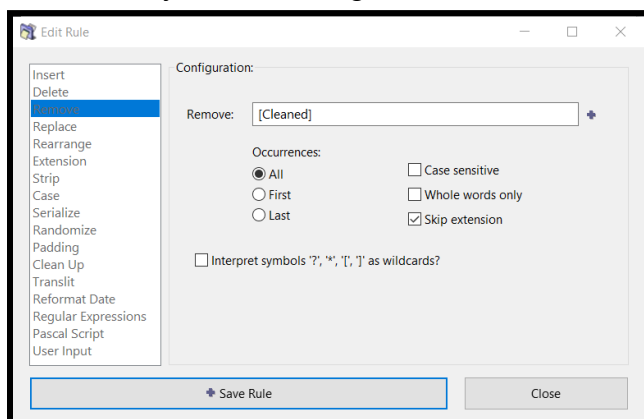 Edit Rule
Insert
Delete
Remove
Replace
Rearrange
Extension
Strip
Case
Serialize
Randomize
Padding
Clean Up
Translit
Reformat Date
Regular Expressions
Pascal Script
User Input
Configuration:
Remove: [Cleaned]
Occurrences:
All
First
Last
Case sensitive
Whole words only
Skip extension
Interpret symbols '?', '*', '[', ']' as wildcards?
Save Rule
Close